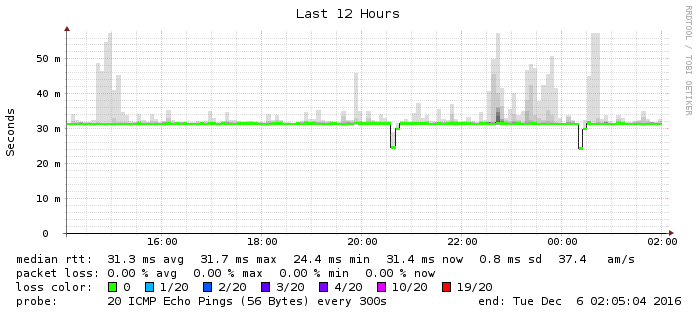 Last 12 Hours
RRDTOOL / TOBI OETIKER
Seconds
50 m
40 m
30 m
20 m
10 m
0
16:00 18:00 20:00 22:00 00:00 02:00
median rtt: 31.3 ms avg 31.7 ms max 24.4 ms min 31.4 ms now 0.8 ms sd 37.4 am/s
packet loss: 0.00 % avg 0.00 % max 0.00 % min 0.00 % now
loss color: 0 1/20 2/20 3/20 4/20 10/20 19/20
probe: 20 ICMP Echo Pings (56 Bytes) every 300s end: Tue Dec 6 02:05:04 2016